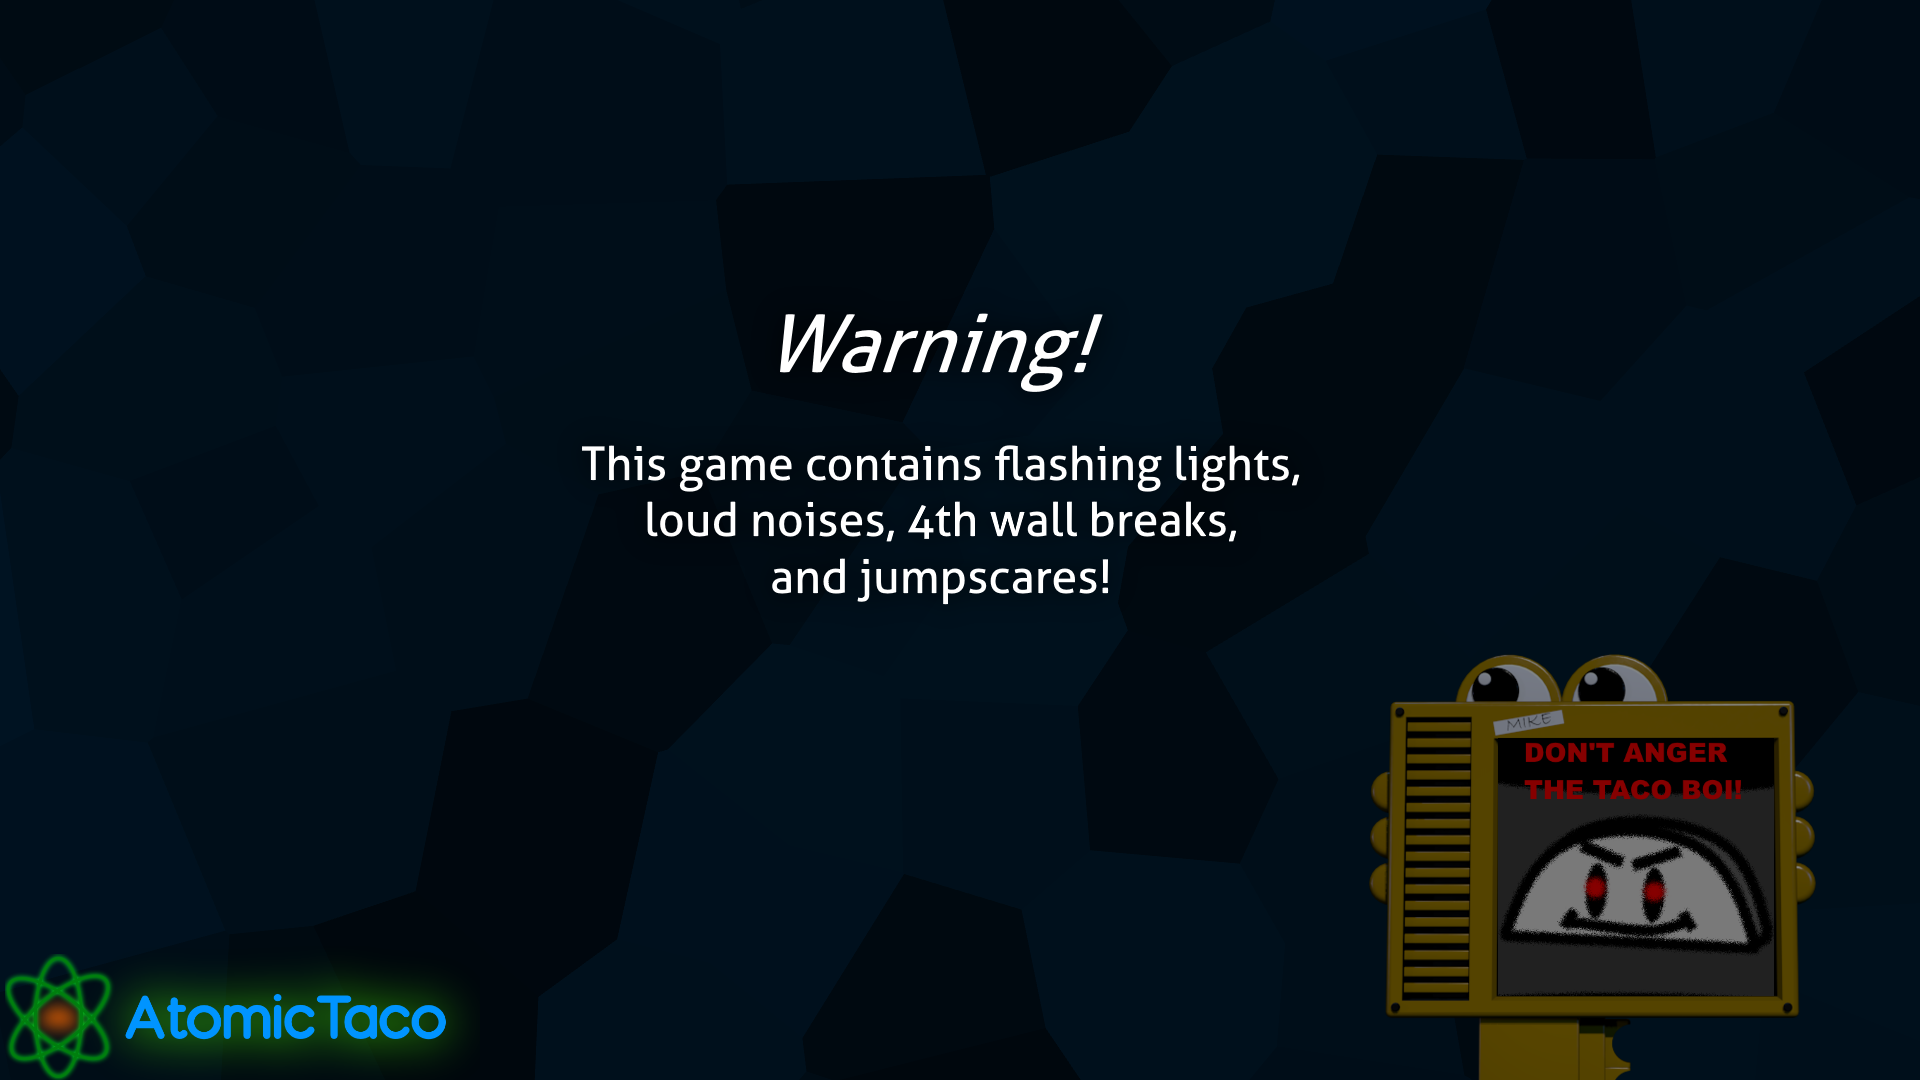 Warning!
This game contains flashing lights,
loud noises, 4th wall breaks,
and jumpscares!
MIKE
DON'T ANGER
THE TACO BOI!
AtomicTaco